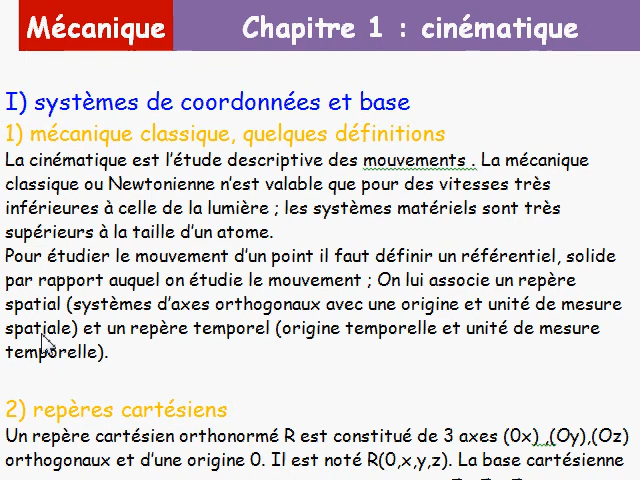 Mécanique
Chapitre 1 : cinématique
I) systèmes de coordonnées et base
1) mécanique classique, quelques définitions
La cinématique est l'étude descriptive des mouvements . La mécanique
classique ou Newtonienne n'est valable que pour des vitesses très
inférieures à celle de la lumière ; les systèmes matériels sont très
supérieurs à la taille d'un atome.
Pour étudier le mouvement d'un point il faut définir un référentiel, solide
par rapport auquel on étudie le mouvement ; On lui associe un repère
spatial (systèmes d'axes orthogonaux avec une origine et unité de mesure
spatiale) et un repère temporel (origine temporelle et unité de mesure
temporelle).
2) repères cartésiens
Un repère cartésien orthonormé R est constitué de 3 axes (0x) ,(Oy),(Oz)
orthogonaux et d'une origine 0. Il est noté R(0,x,y,z). La base cartésienne